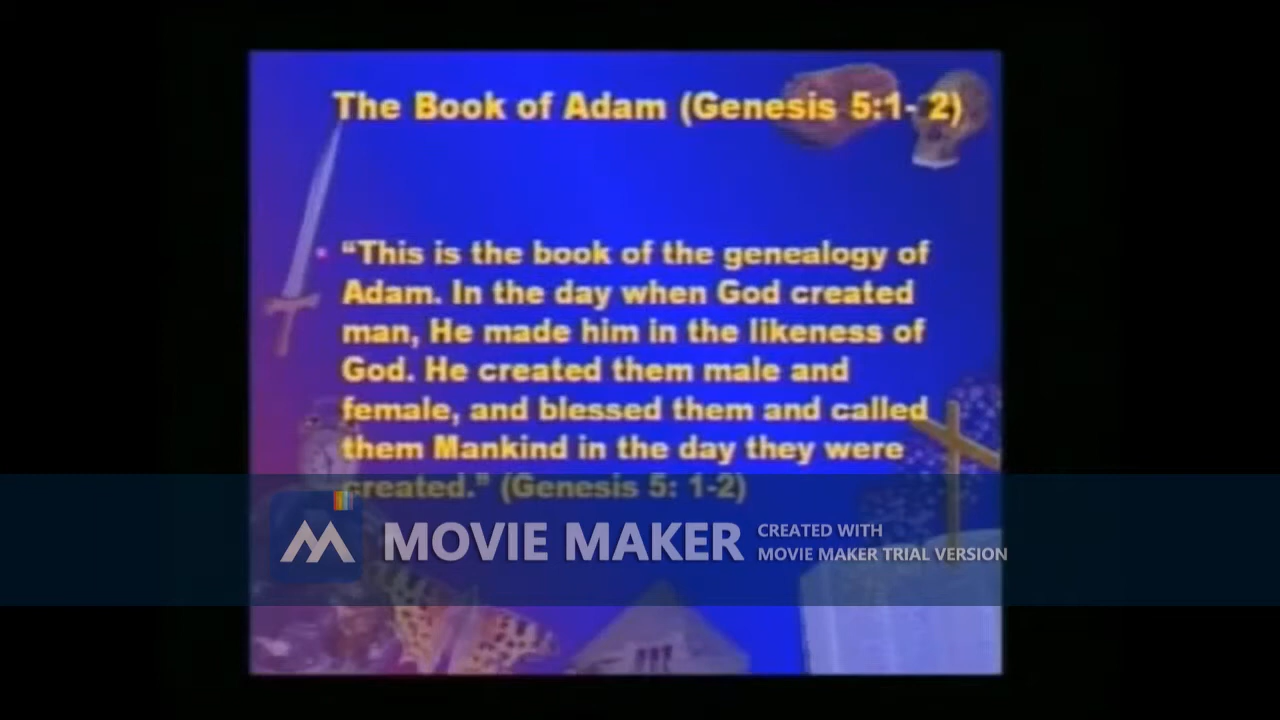 The Book of Adam (Genesis 5:1- 2)
“This is the book of the genealogy of
Adam. In the day when God created
man, He made him in the likeness of
God. He created them male and
female, and blessed them and called
them Mankind in the day they were
created.” (Genesis 5: 1-2)
MOVIE MAKER
CREATED WITH
MOVIE MAKER TRIAL VERSION